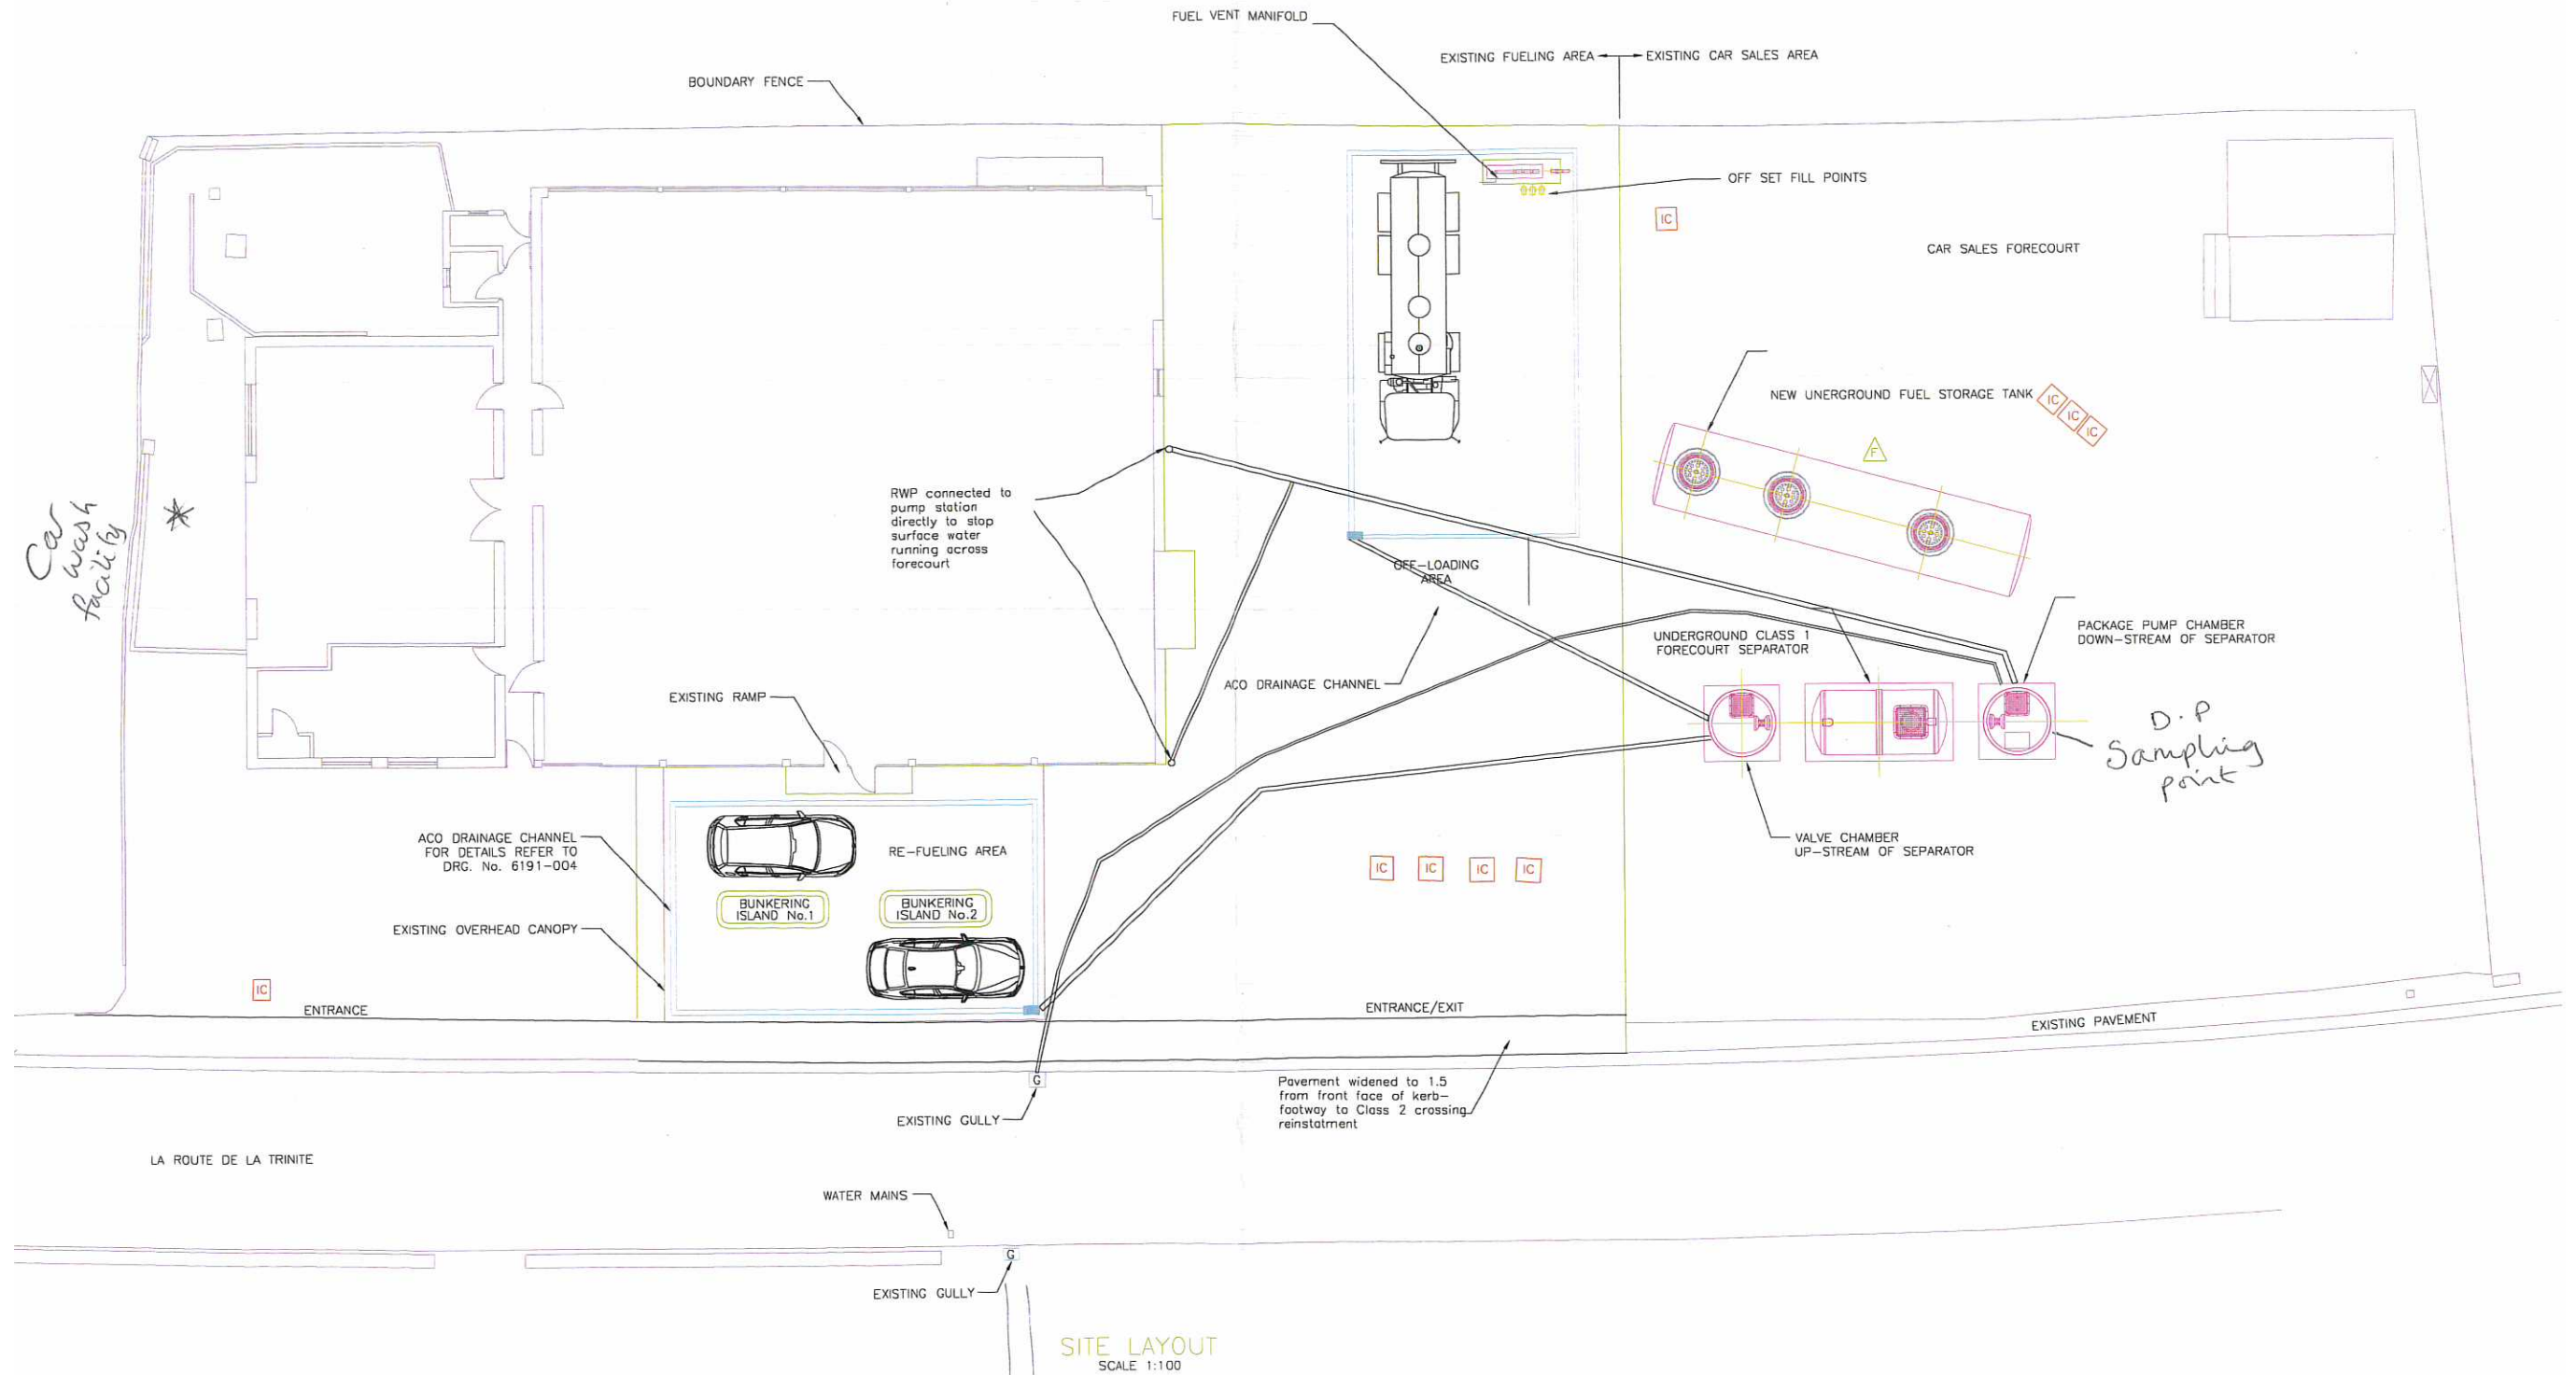 FUEL VENT MANIFOLD
EXISTING FUELING AREA
EXISTING CAR SALES AREA
BOUNDARY FENCE
OFF SET FILL POINTS
IC
CAR SALES FORECOURT
NEW UNERGROUND FUEL STORAGE TANK
IC
IC
IC
F
Car
wash
facility
*
RWP connected to
pump station
directly to stop
surface water
running across
forecourt
OFF-LOADING
AREA
UNDERGROUND CLASS 1
FORECOURT SEPARATOR
PACKAGE PUMP CHAMBER
DOWN-STREAM OF SEPARATOR
ACO DRAINAGE CHANNEL
EXISTING RAMP
D.P
Sampling
point
ACO DRAINAGE CHANNEL
FOR DETAILS REFER TO
DRG. No. 6191-004
RE-FUELING AREA
VALVE CHAMBER
UP-STREAM OF SEPARATOR
IC
IC
IC
IC
BUNKERING
ISLAND No.1
BUNKERING
ISLAND No.2
EXISTING OVERHEAD CANOPY
IC
ENTRANCE
ENTRANCE/EXIT
EXISTING PAVEMENT
G
Pavement widened to 1.5
from front face of kerb-
footway to Class 2 crossing
reinstatment
EXISTING GULLY
LA ROUTE DE LA TRINITE
WATER MAINS
G
EXISTING GULLY
SITE LAYOUT
SCALE 1:100